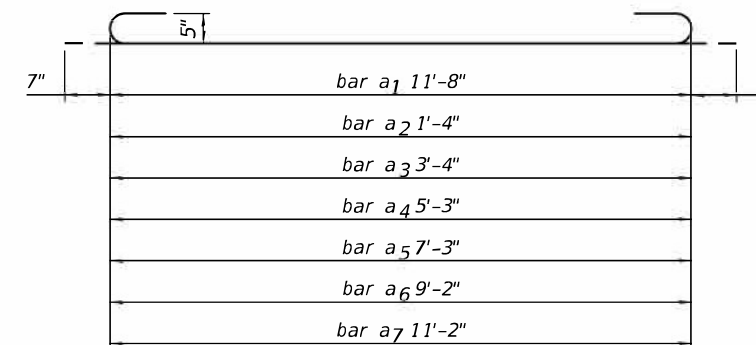 5"
7"
bar a1 11'-8"
bar a2 1'-4"
bar a3 3'-4"
bar a4 5'-3"
bar a5 7'-3"
bar a6 9'-2"
bar a7 11'-2"